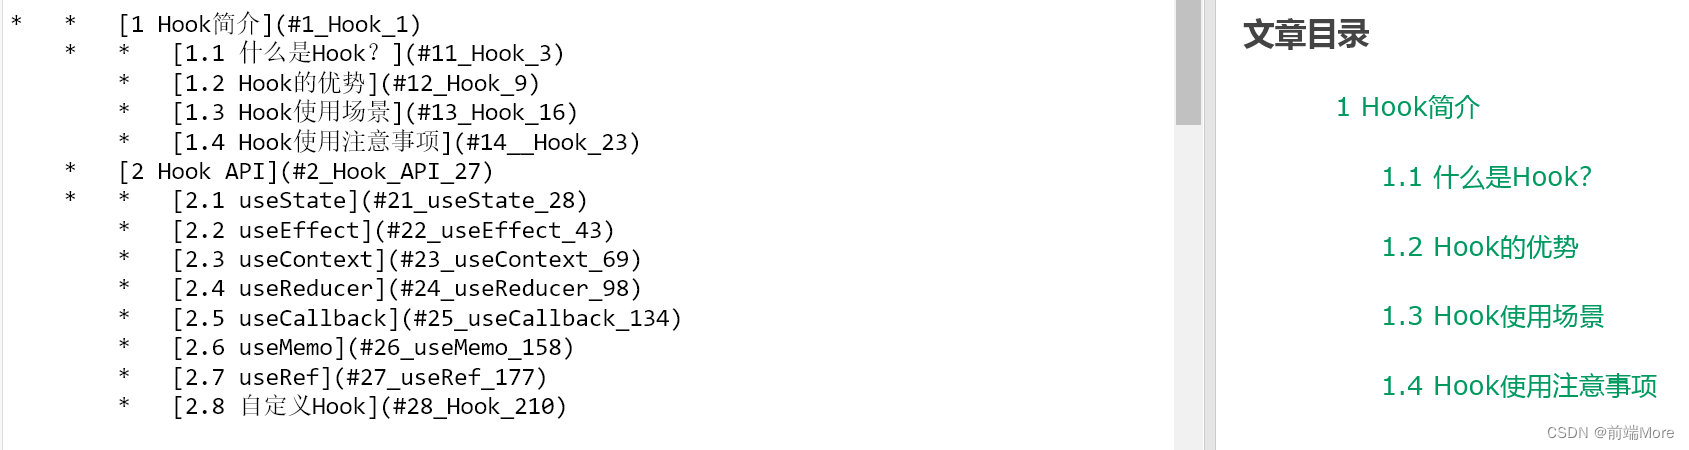 * * [1 Hook简介](#1_Hook_1)
* * [1.1 什么是Hook？](#11_Hook_3)
* [1.2 Hook的优势](#12_Hook_9)
* [1.3 Hook使用场景](#13_Hook_16)
* [1.4 Hook使用注意事项](#14__Hook_23)
* [2 Hook API](#2_Hook_API_27)
* * [2.1 useState](#21_useState_28)
* [2.2 useEffect](#22_useEffect_43)
* [2.3 useContext](#23_useContext_69)
* [2.4 useReducer](#24_useReducer_98)
* [2.5 useCallback](#25_useCallback_134)
* [2.6 useMemo](#26_useMemo_158)
* [2.7 useRef](#27_useRef_177)
* [2.8 自定义Hook](#28_Hook_210)
文章目录
1 Hook简介
1.1 什么是Hook？
1.2 Hook的优势
1.3 Hook使用场景
1.4 Hook使用注意事项
CSDN @前端More